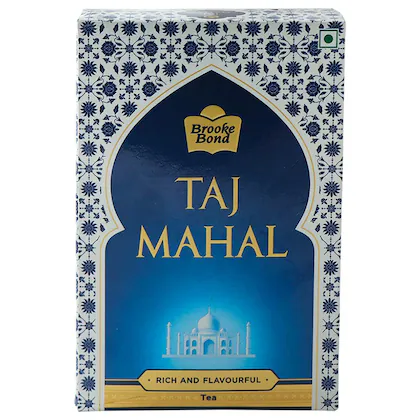 Brooke
Bond
TAJ
MAHAL
RICH AND FLAVOURFUL
Tea